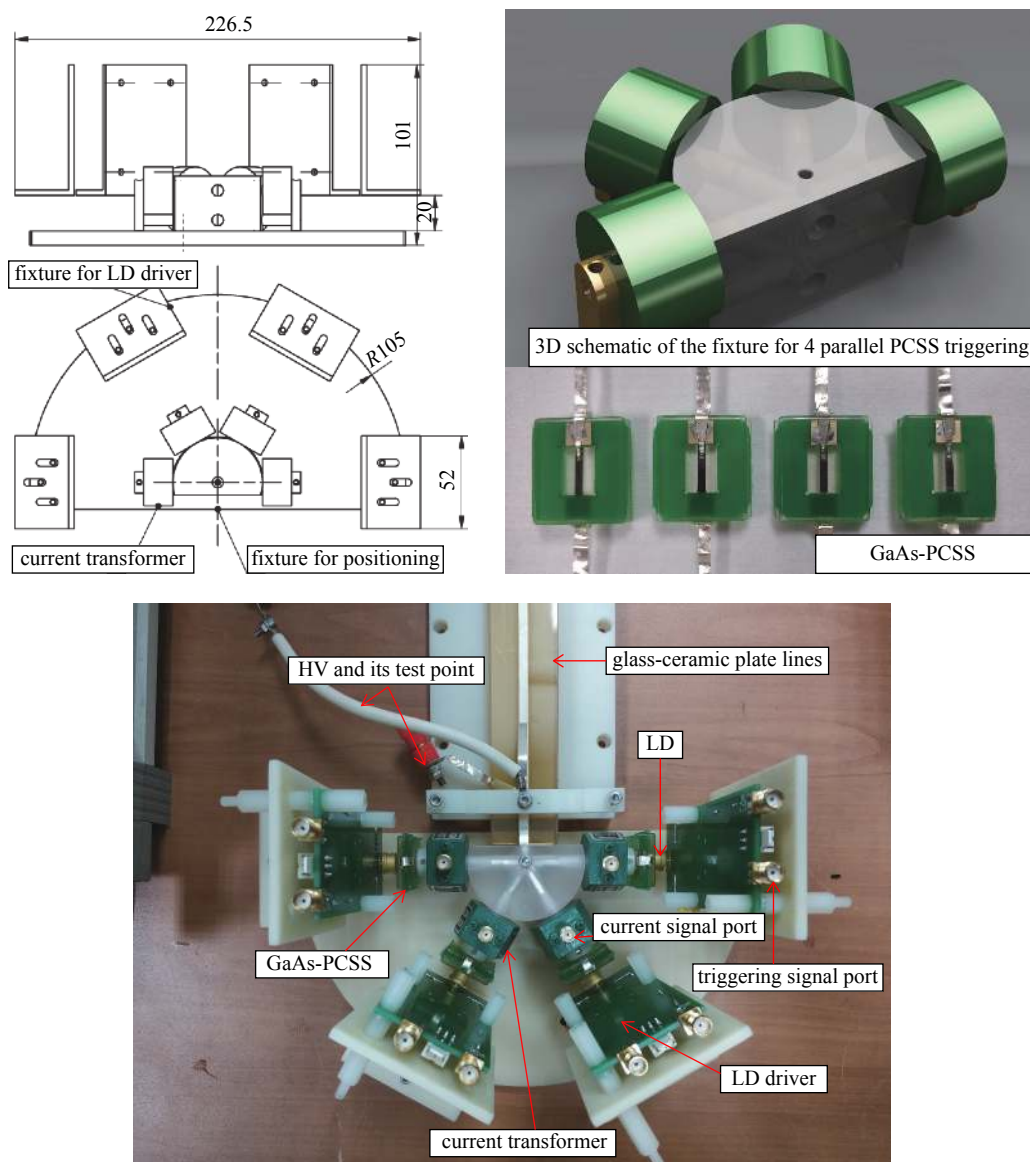 226.5
101
20
fixture for LD driver
R105
52
current transformer
fixture for positioning
3D schematic of the fixture for 4 parallel PCSS triggering
GaAs-PCSS
HV and its test point
glass-ceramic plate lines
LD
current signal port
GaAs-PCSS
triggering signal port
LD driver
current transformer